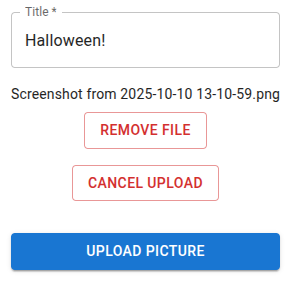 Title *
Halloween!
Screenshot from 2025-10-10 13-10-59.png
REMOVE FILE
CANCEL UPLOAD
UPLOAD PICTURE